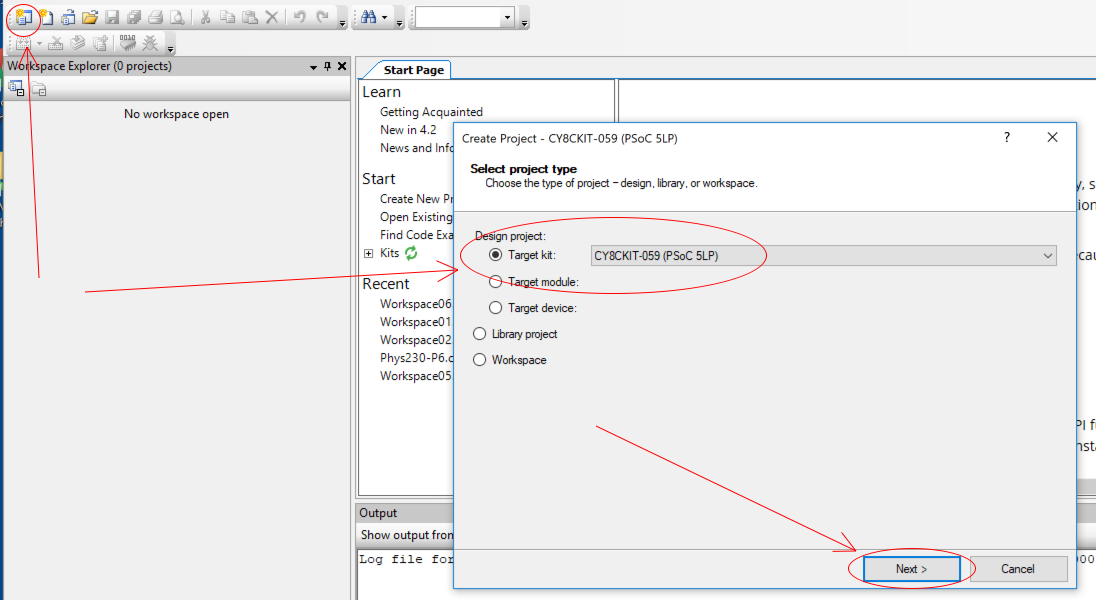 0010
Workspace Explorer (0 projects)
No workspace open
Start Page
Learn
Getting Acquainted
New in 4.2
News and Info
Start
Create New Pr
Open Existing
Find Code Exa
Kits
Recent
Workspace06
Workspace01
Workspace02
Phys230-P6.c
Workspace05
Create Project - CY8CKIT-059 (PSoC 5LP)
?
Select project type
Choose the type of project - design, library, or workspace.
Design project:
Target kit:
CY8CKIT-059 (PSoC 5LP)
Target module:
Target device:
Library project
Workspace
Next >
Cancel
Output
Show output from
Log file for